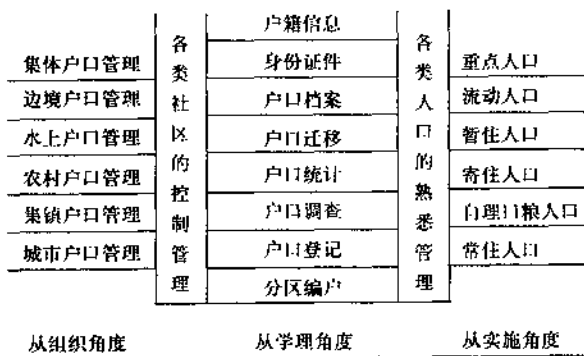 户籍信息
集体户口管理 身份证件 重点人口
边境户口管理 户口档案 流动人口
水上户口管理 户口迁移 暂住人口
农村户口管理 户口统计 寄住人口
集镇户口管理 户口调查 自理口粮人口
城市户口管理 户口登记 常住人口
分区编户
各类社区的控制管理
各类人口的熟悉管理
从组织角度 从学理角度 从实施角度